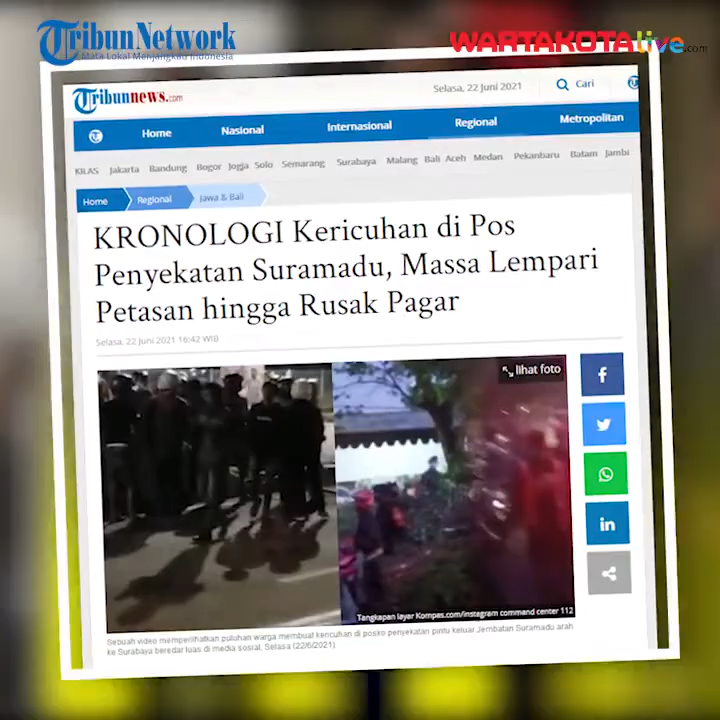 TribunNetwork
Mata Lokal Menjangkau Indonesia
WARTAKOTAlive.com
Tribunnews.com
Selasa, 22 Juni 2021
Cari
Home Nasional Internasional Regional Metropolitan
KILAS Jakarta Bandung Bogor Jogja Solo Semarang Surabaya Malang Bali Aceh Medan Pekanbaru Batam Jambi
Home Regional Jawa & Bali
KRONOLOGI Kericuhan di Pos
Penyekatan Suramadu, Massa Lempari
Petasan hingga Rusak Pagar
Selasa, 22 Juni 2021 16:42 WIB
lihat foto
Tangkapan layar Kompas.com/instagram command center 112
Sebuah video memperlihatkan puluhan warga membuat kericuhan di posko penyekatan pintu keluar Jembatan Suramadu arah
ke Surabaya beredar luas di media sosial, Selasa (22/6/2021)